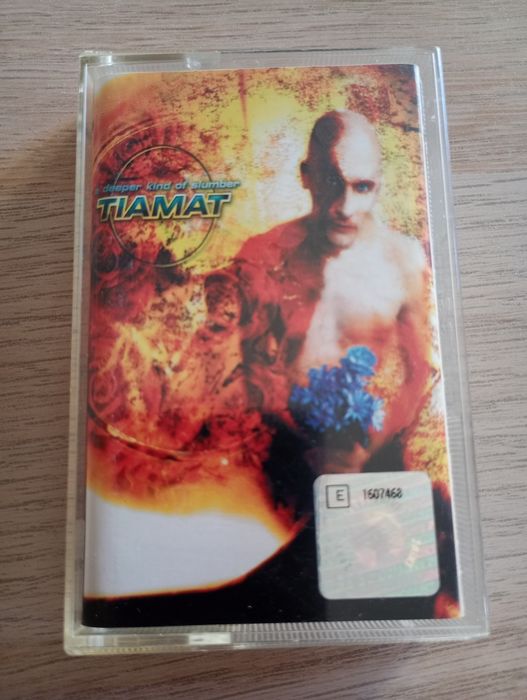 a deeper kind of slumber
TIAMAT
E 1607468